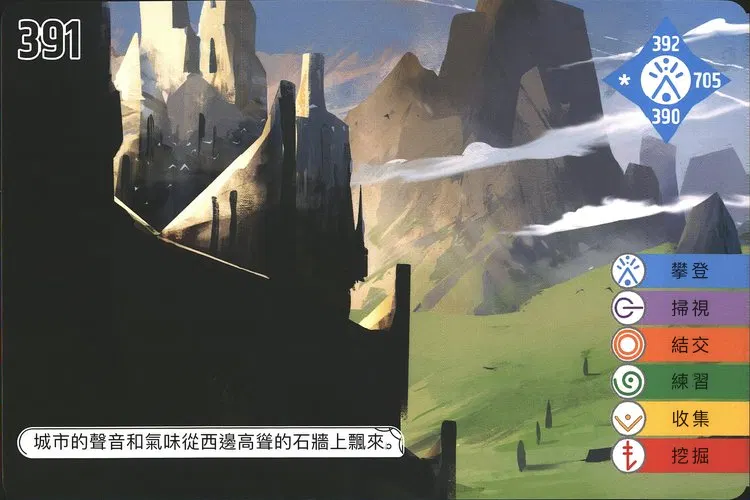 391
392
* 705
390
攀登
掃視
結交
練習
收集
挖掘
城市的聲音和氣味從西邊高聳的石牆上飄來。